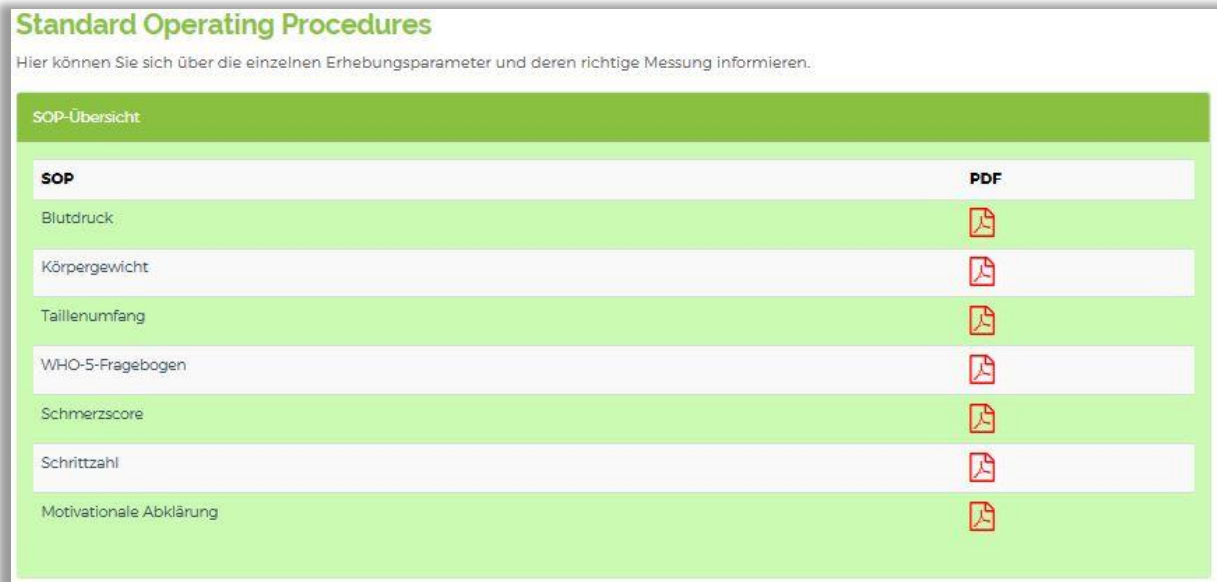 Standard Operating Procedures
Hier können Sie sich über die einzelnen Erhebungsparameter und deren richtige Messung informieren.
SOP-Übersicht
SOP PDF
Blutdruck
Körpergewicht
Taillenumfang
WHO-5-Fragebogen
Schmerzscore
Schrittzahl
Motivationale Abklärung